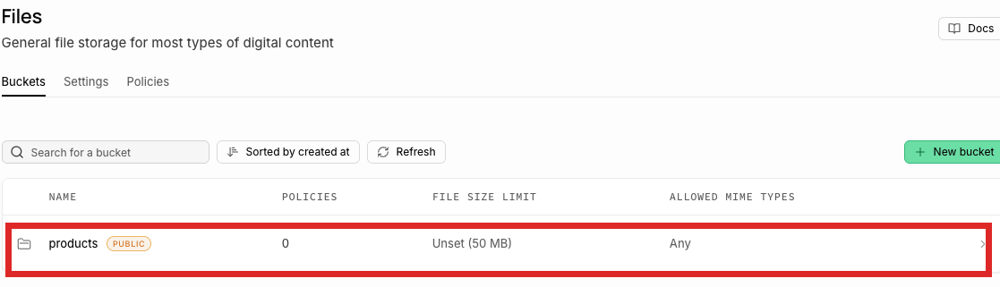 Files
General file storage for most types of digital content
Docs
Buckets Settings Policies
Search for a bucket Sorted by created at Refresh New bucket
NAME POLICIES FILE SIZE LIMIT ALLOWED MIME TYPES
products PUBLIC 0 Unset (50 MB) Any